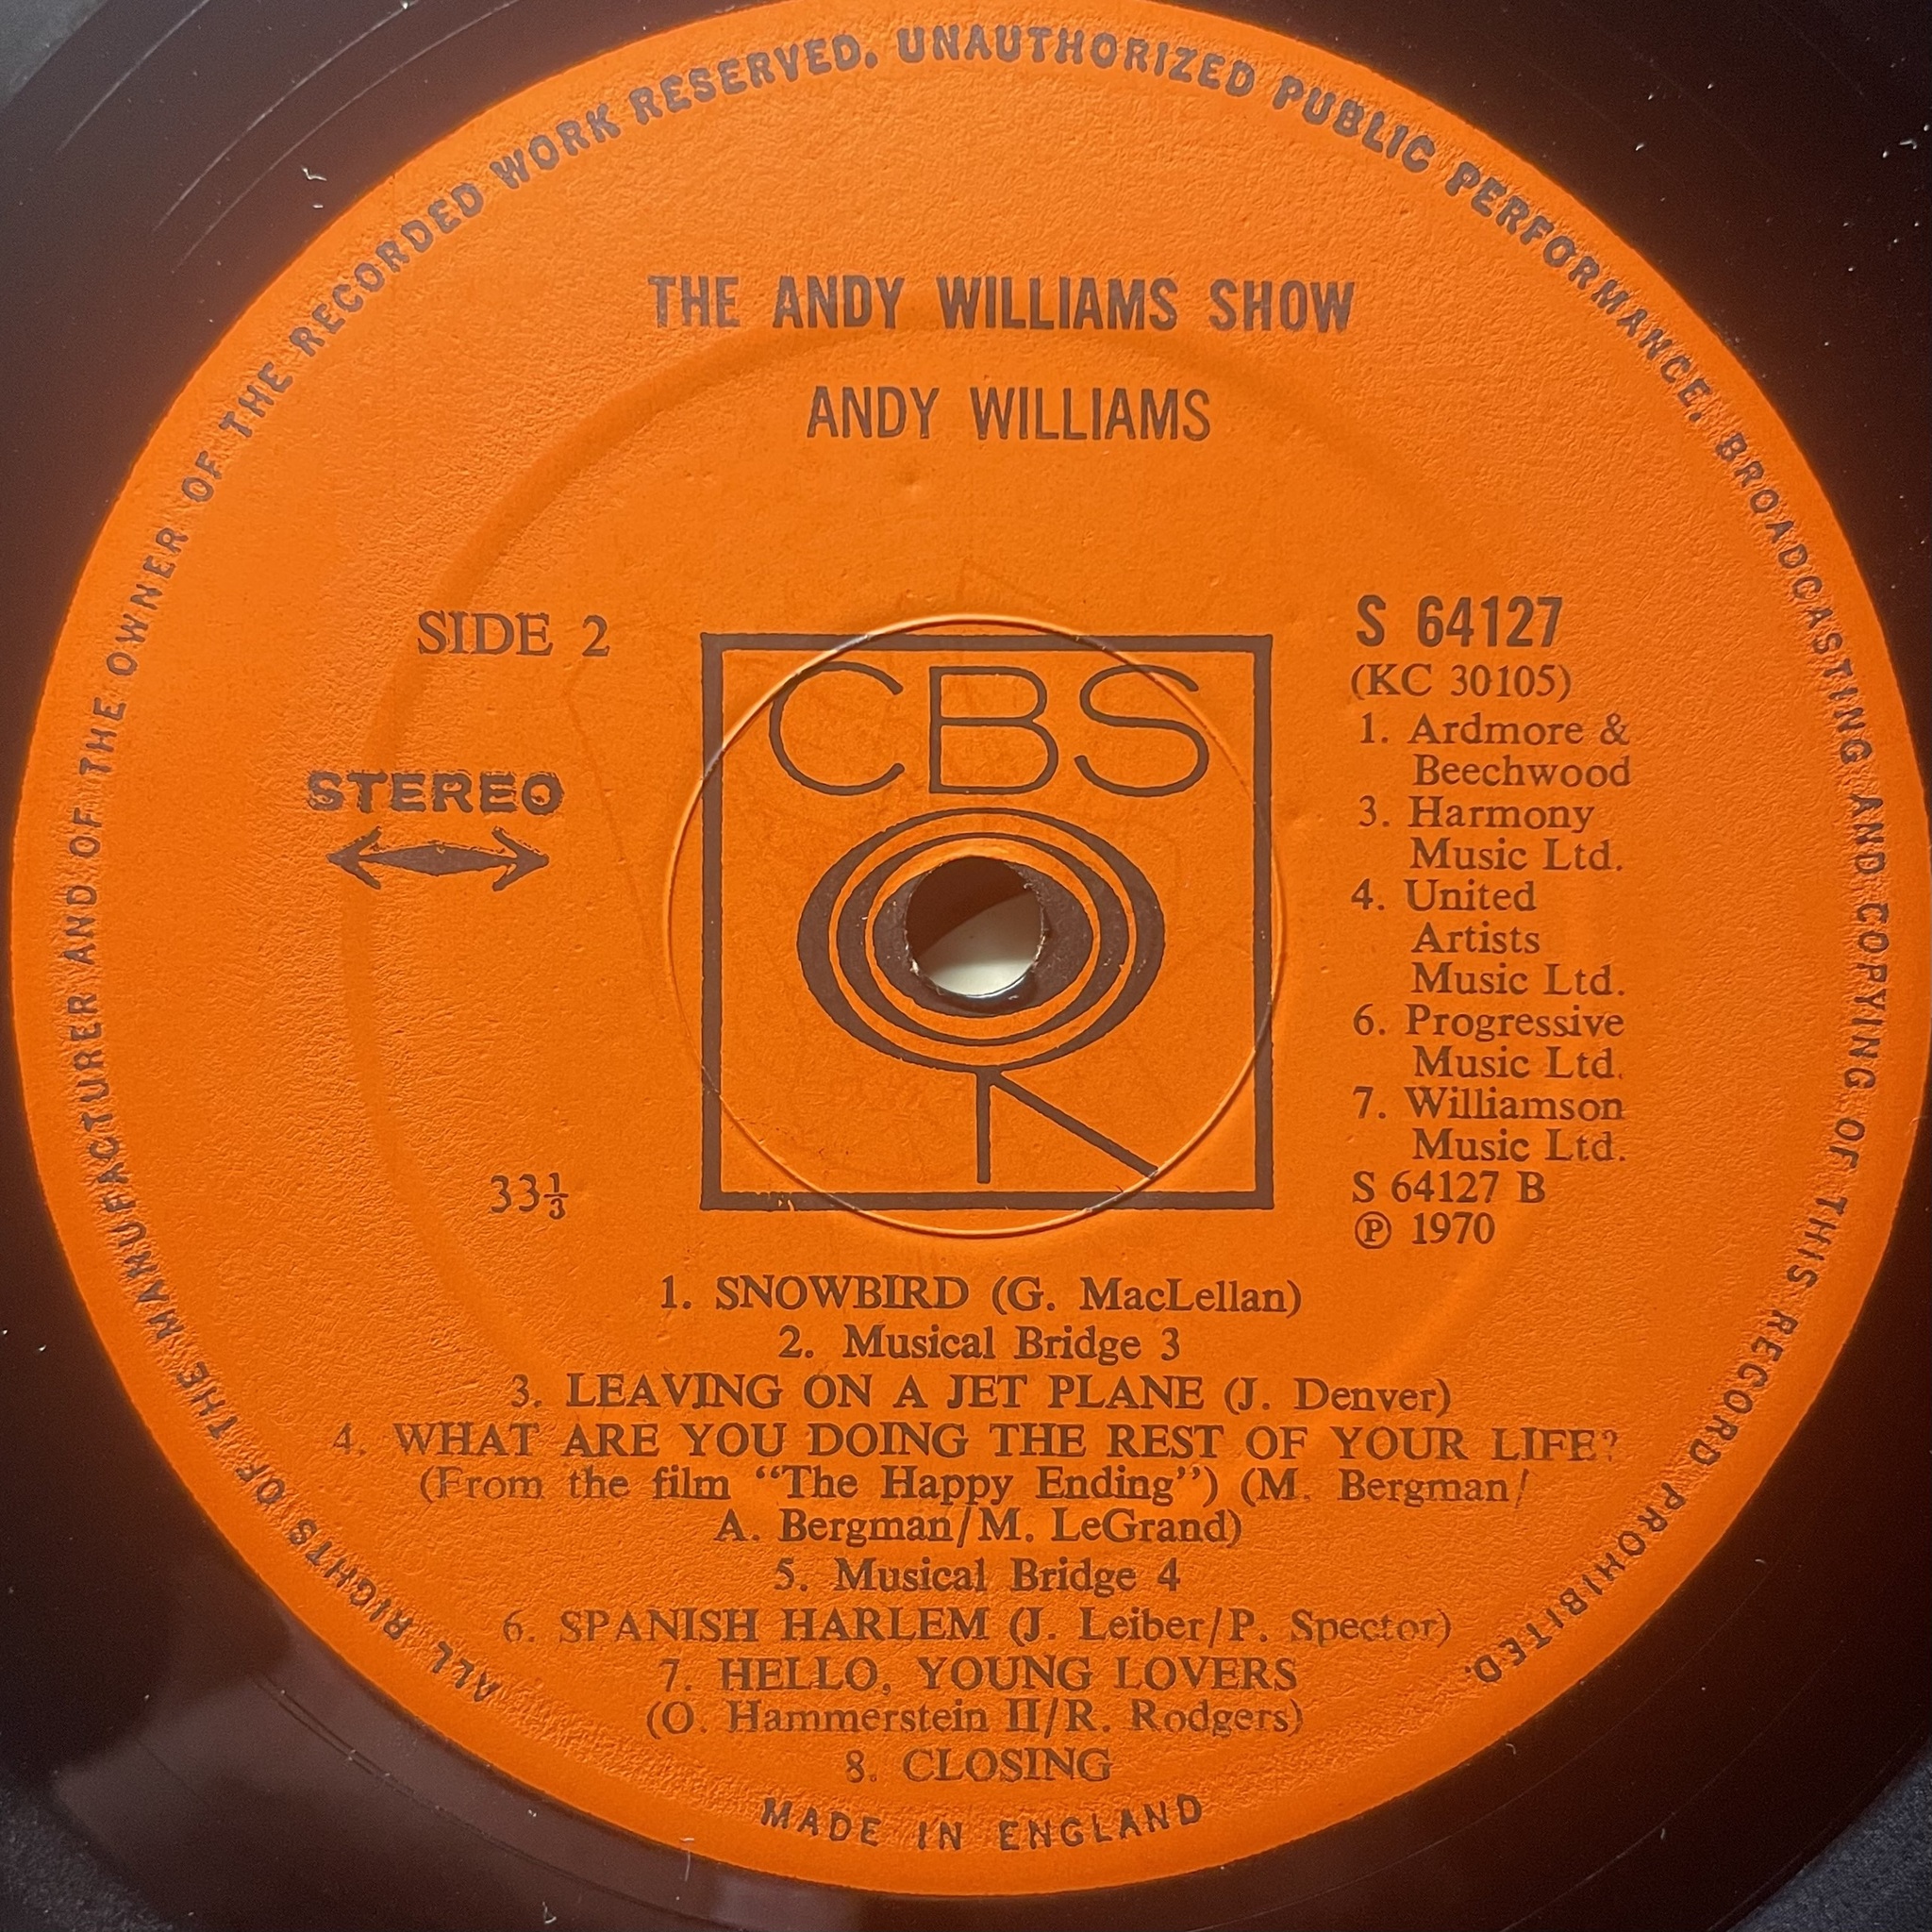 ALL RIGHTS OF THE MANUFACTURER AND OF THE OWNER OF THE RECORDED WORK RESERVED. UNAUTHORIZED PUBLIC PERFORMANCE, BROADCASTING AND COPYING OF THIS RECORD PROHIBITED.
THE ANDY WILLIAMS SHOW
ANDY WILLIAMS
SIDE 2
STEREO
33⅓
CBS
S 64127
(KC 30105)
1. Ardmore &
Beechwood
3. Harmony
Music Ltd.
4. United
Artists
Music Ltd.
6. Progressive
Music Ltd.
7. Williamson
Music Ltd.
S 64127 B
℗ 1970
1. SNOWBIRD (G. MacLellan)
2. Musical Bridge 3
3. LEAVING ON A JET PLANE (J. Denver)
4. WHAT ARE YOU DOING THE REST OF YOUR LIFE?
(From the film “The Happy Ending”) (M. Bergman/
A. Bergman/M. LeGrand)
5. Musical Bridge 4
6. SPANISH HARLEM (J. Leiber/P. Spector)
7. HELLO, YOUNG LOVERS
(O. Hammerstein II/R. Rodgers)
8. CLOSING
MADE IN ENGLAND